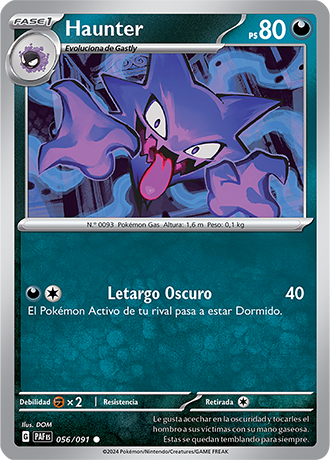 FASE 1
Haunter
PS 80
Evoluciona de Gastly
N.º 0093 Pokémon Gas Altura: 1,6 m Peso: 0,1 kg
Letargo Oscuro 40
El Pokémon Activo de tu rival pasa a estar Dormido.
Debilidad ×2 Resistencia Retirada
Ilus. DOM
G PAF ES 056/091
Le gusta acechar en la oscuridad y tocarles el
hombro a sus víctimas con su mano gaseosa.
Estas se quedan temblando para siempre.
©2024 Pokémon/Nintendo/Creatures/GAME FREAK